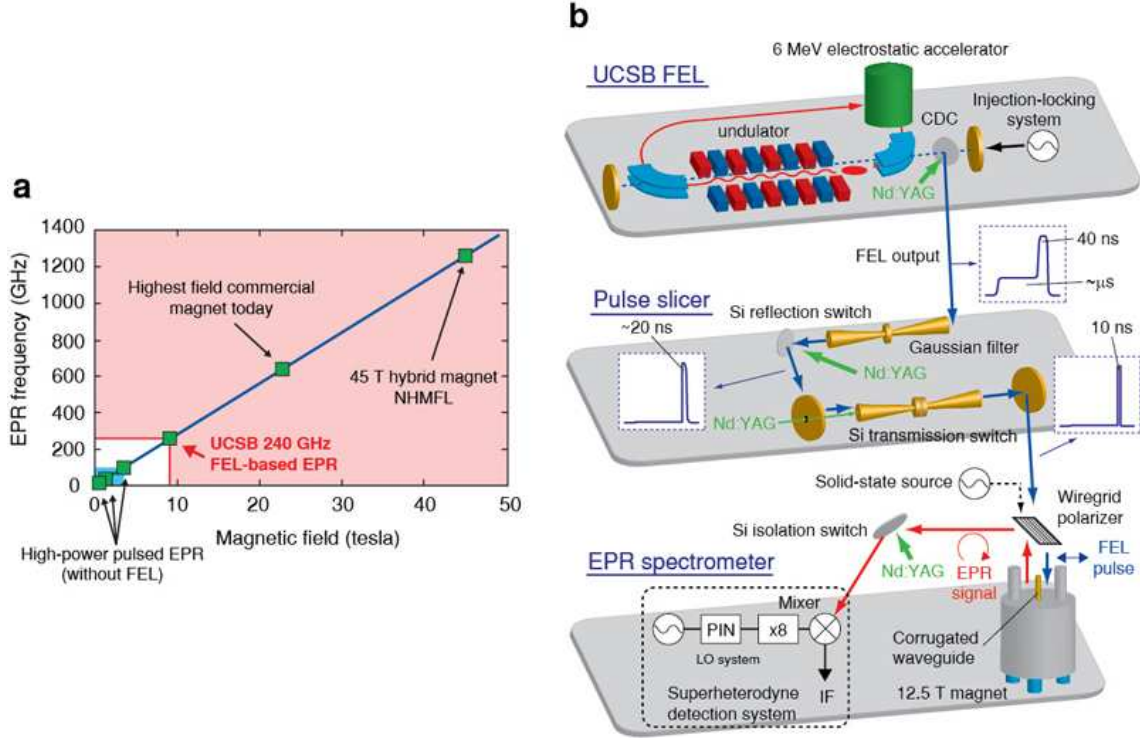 a
1400
1200
1000
800
600
400
200
0
EPR frequency (GHz)
0
10
20
30
40
50
Magnetic field (tesla)
Highest field commercial
magnet today
45 T hybrid magnet
NHMFL
UCSB 240 GHz
FEL-based EPR
High-power pulsed EPR
(without FEL)
b
6 MeV electrostatic accelerator
UCSB FEL
Injection-locking
system
CDC
undulator
Nd:YAG
40 ns
FEL output
~μs
Pulse slicer
Si reflection switch
~20 ns
10 ns
Gaussian filter
Nd:YAG
Nd:YAG
Si transmission switch
Solid-state source
Wiregrid
polarizer
Si isolation switch
FEL
pulse
Nd:YAG
EPR
signal
EPR spectrometer
Mixer
PIN
x8
LO system
IF
Corrugated
waveguide
Superheterodyne
detection system
12.5 T magnet